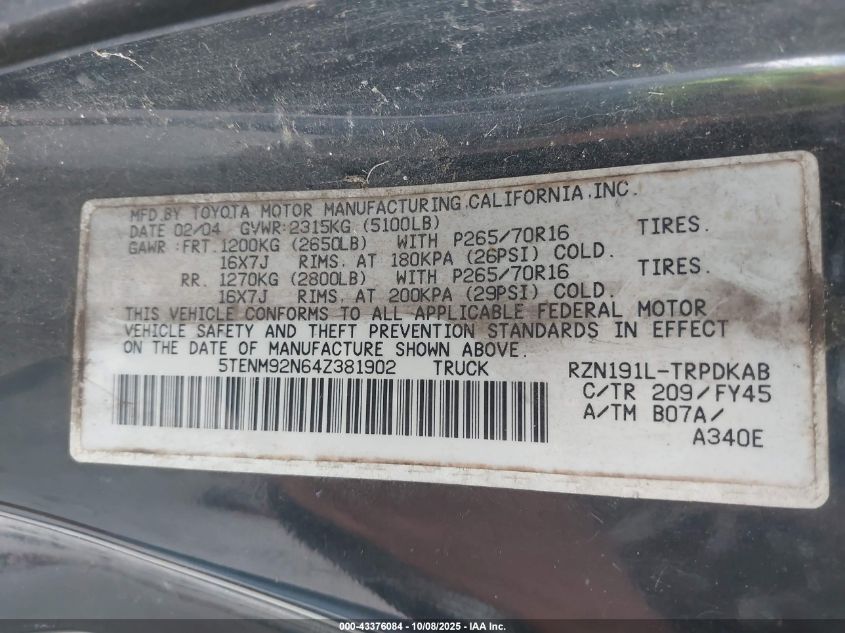 MFD.BY TOYOTA MOTOR MANUFACTURING,CALIFORNIA,INC.
DATE 02/04 GVWR:2315KG (5100LB)
GAWR :FRT. 1200KG (2650LB) WITH P265/70R16 TIRES.
16X7J RIMS. AT 180KPA (26PSI) COLD.
RR. 1270KG (2800LB) WITH P265/70R16 TIRES.
16X7J RIMS. AT 200KPA (29PSI) COLD.
THIS VEHICLE CONFORMS TO ALL APPLICABLE FEDERAL MOTOR
VEHICLE SAFETY AND THEFT PREVENTION STANDARDS IN EFFECT
ON THE DATE OF MANUFACTURE SHOWN ABOVE.
5TENM92N64Z381902 TRUCK RZN191L-TRPDKAB
C/TR 209/FY45
A/TM B07A/
A340E
000-43376084 - 10/08/2025 - IAA Inc.